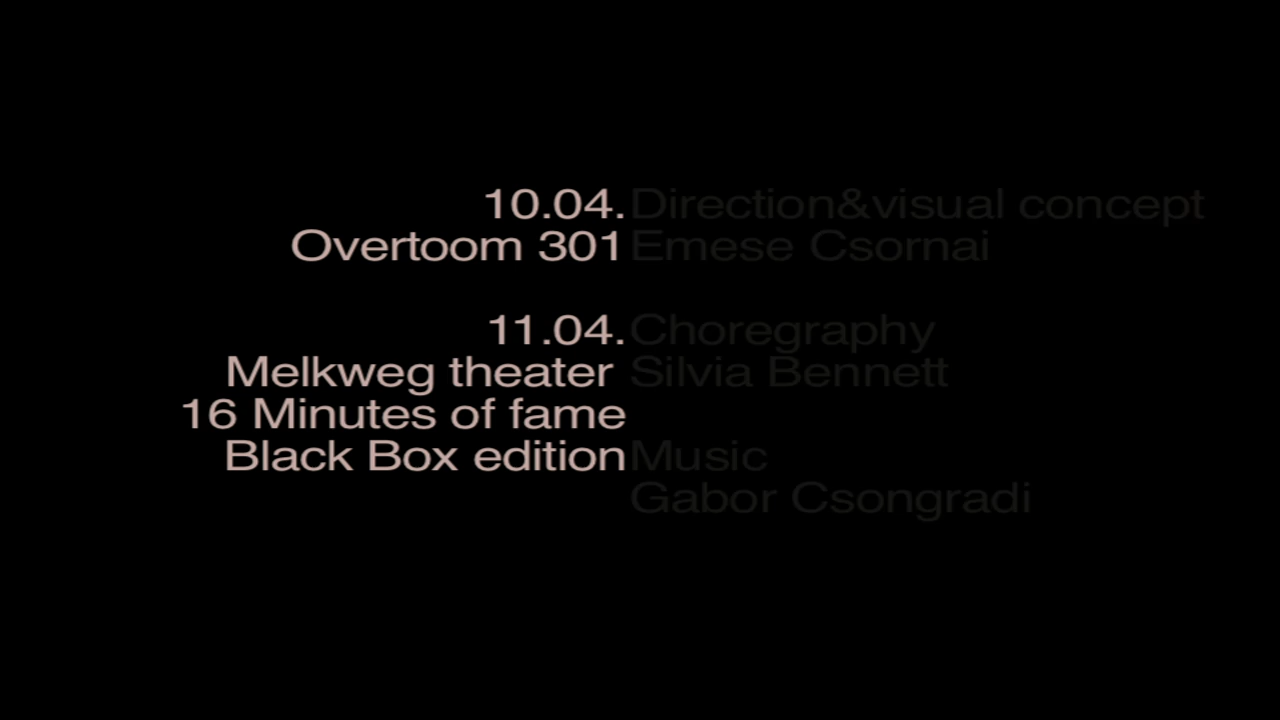 10.04.
Overtoom 301
11.04.
Melkweg theater
16 Minutes of fame
Black Box edition
Direction&visual concept
Emese Csornai
Choregraphy
Silvia Bennett
Music
Gabor Csongradi